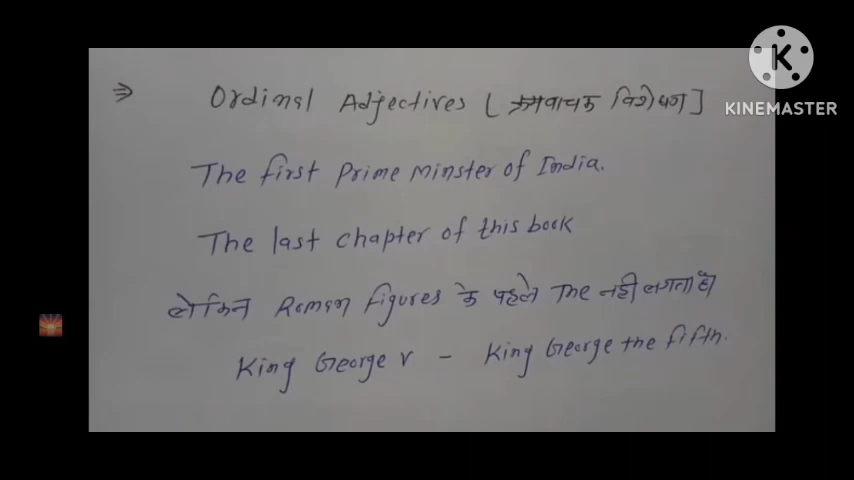 ⇒ Ordinal Adjectives [क्रमवाचक विशेषण]
KINEMASTER
The first Prime Minster of India.
The last chapter of this book
लेकिन Roman figures के पहले The नहीं लगता है।
King George V - King George the fifth.